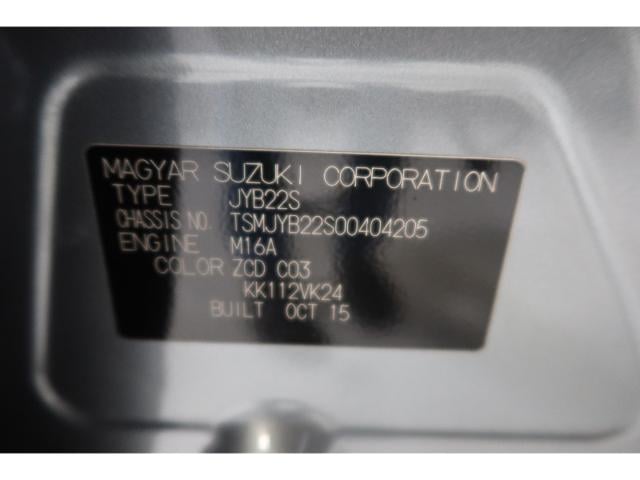 MAGYAR SUZUKI CORPORATION
TYPE JYB22S
CHASSIS NO. TSMJYB22S00404205
ENGINE M16A
COLOR ZCD C03
KK112VK24
BUILT OCT 15